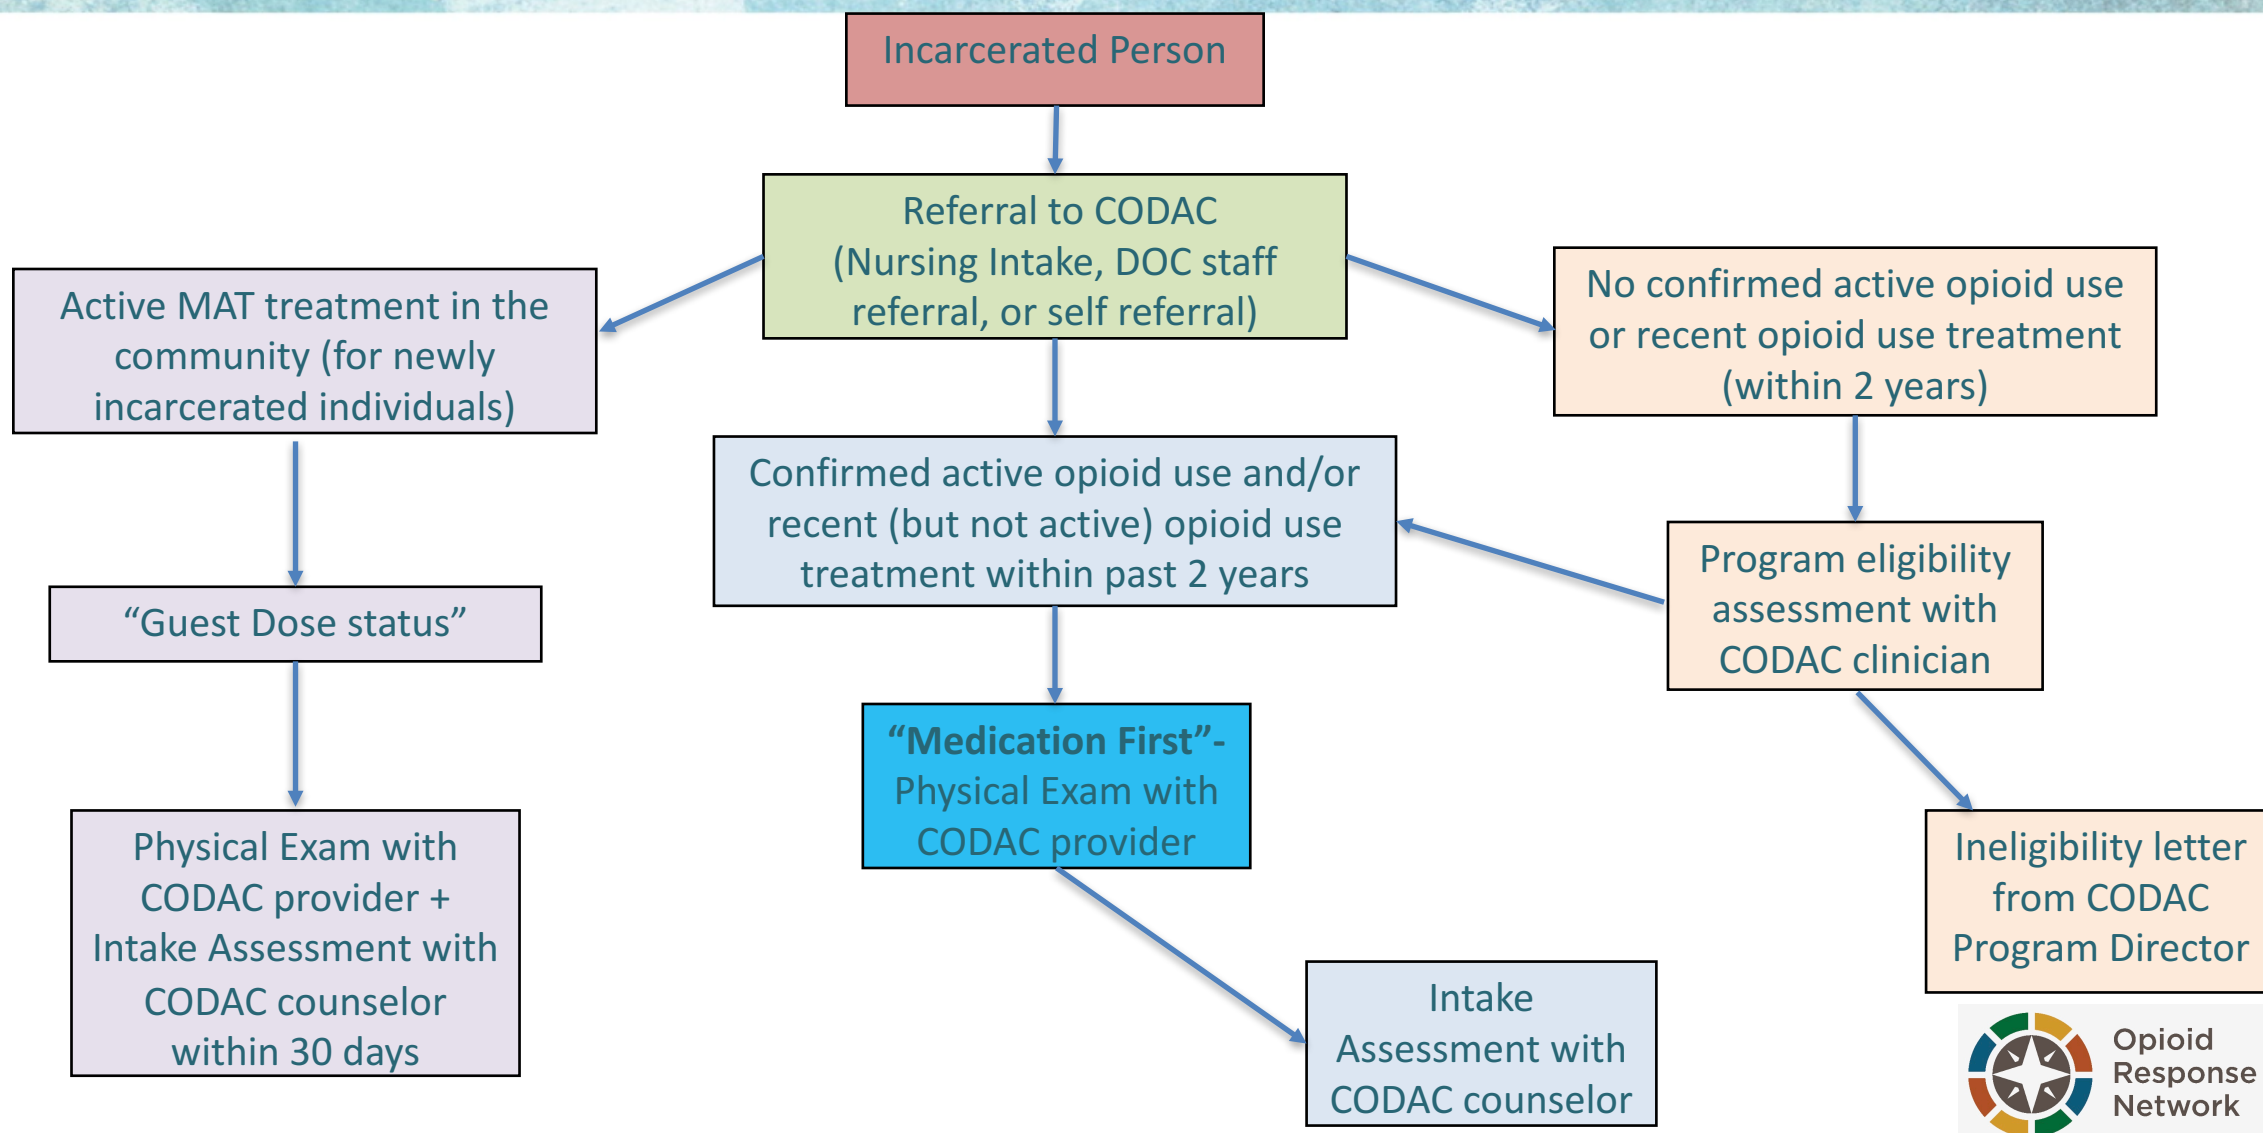 Incarcerated Person
Referral to CODAC
(Nursing Intake, DOC staff
referral, or self referral)
Active MAT treatment in the
community (for newly
incarcerated individuals)
No confirmed active opioid use
or recent opioid use treatment
(within 2 years)
Confirmed active opioid use and/or
recent (but not active) opioid use
treatment within past 2 years
Program eligibility
assessment with
CODAC clinician
“Guest Dose status”
“Medication First”-
Physical Exam with
CODAC provider
Physical Exam with
CODAC provider +
Intake Assessment with
CODAC counselor
within 30 days
Ineligibility letter
from CODAC
Program Director
Intake
Assessment with
CODAC counselor
Opioid
Response
Network